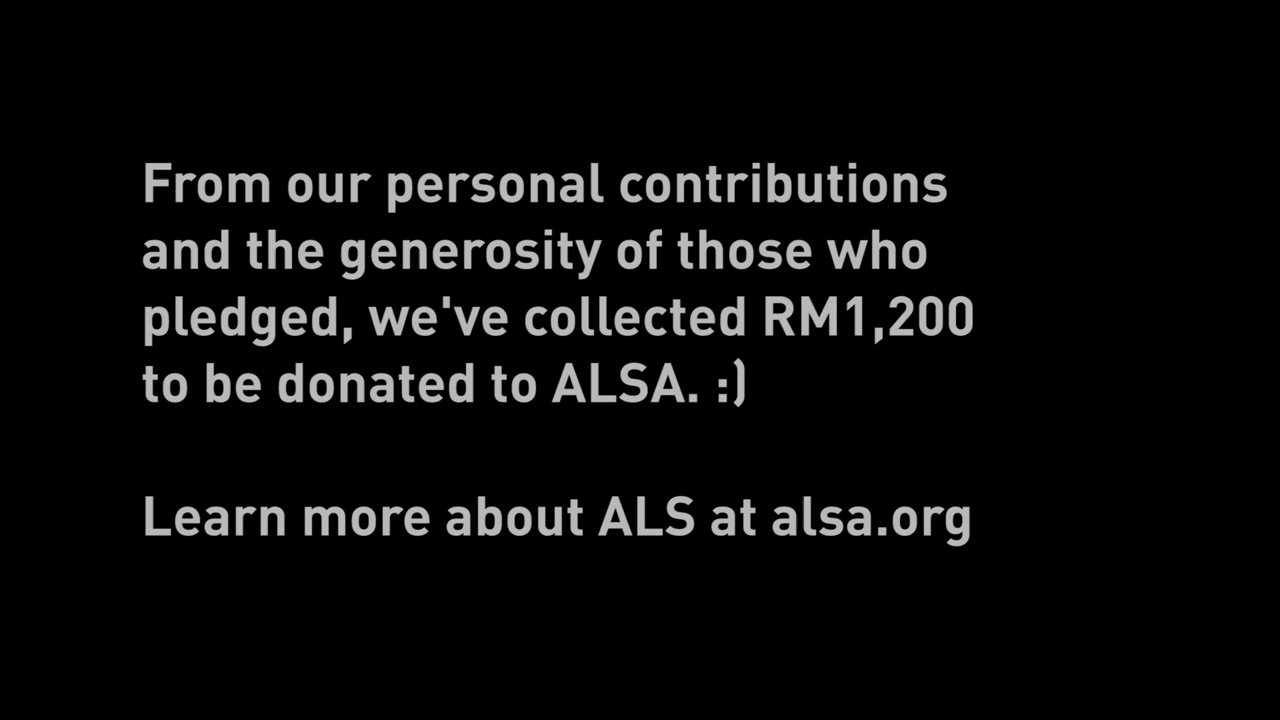 From our personal contributions
and the generosity of those who
pledged, we've collected RM1,200
to be donated to ALSA. :)
Learn more about ALS at alsa.org